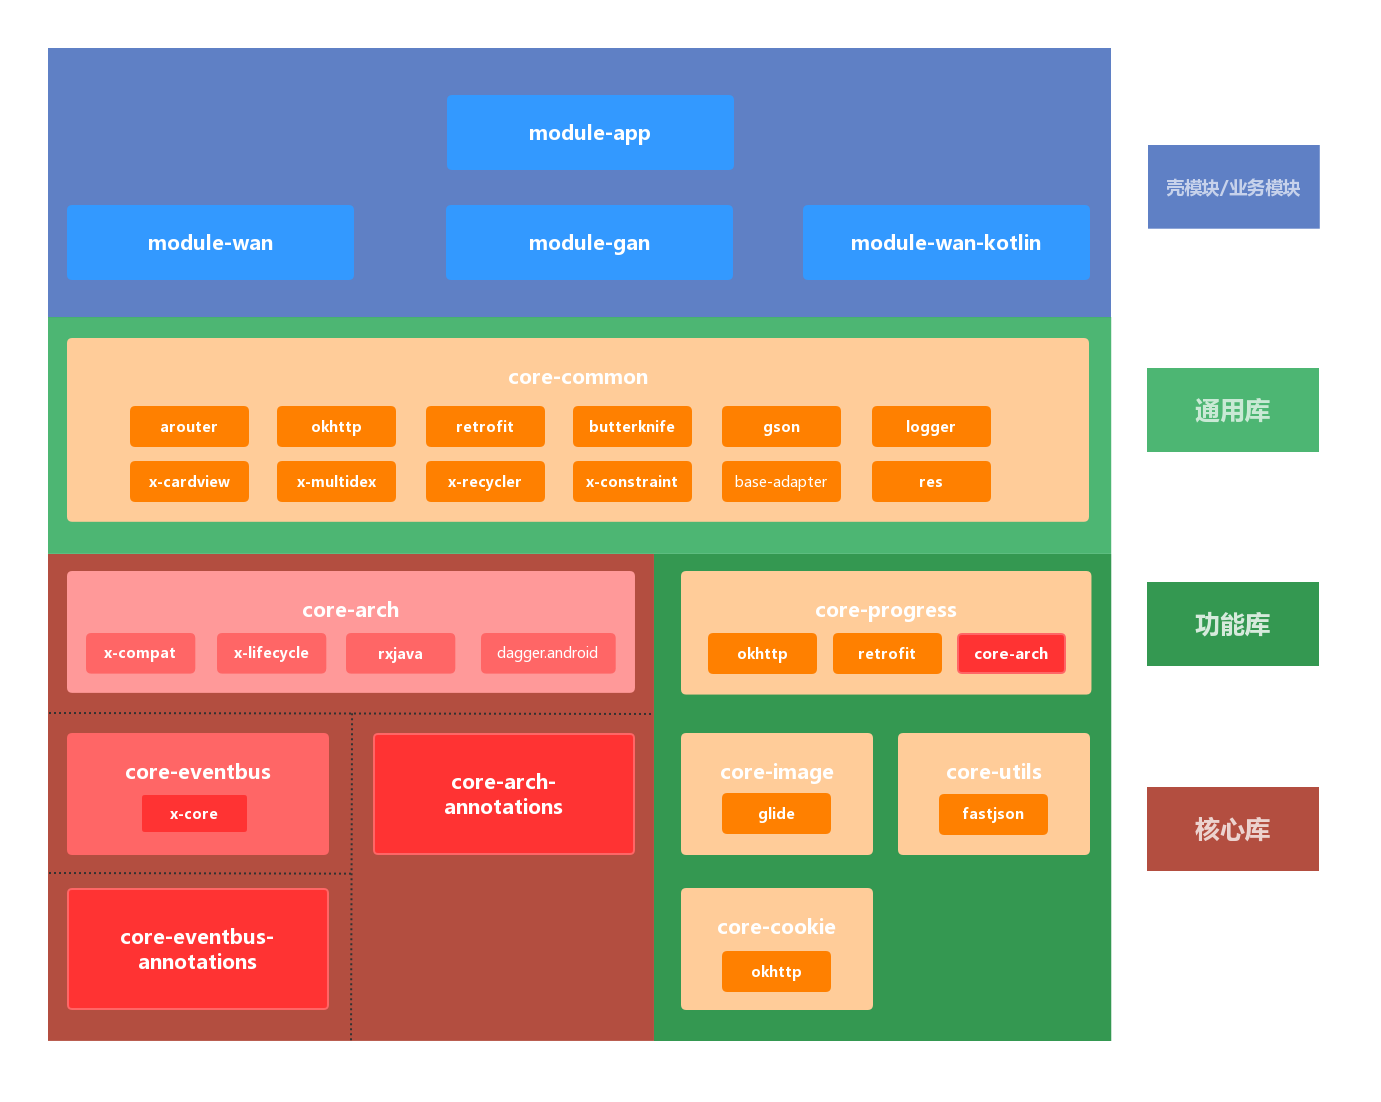 module-app
module-wan
module-gan
module-wan-kotlin
壳模块/业务模块
core-common
arouter
okhttp
retrofit
butterknife
gson
logger
x-cardview
x-multidex
x-recycler
x-constraint
base-adapter
res
通用库
core-arch
x-compat
x-lifecycle
rxjava
dagger.android
core-progress
okhttp
retrofit
core-arch
功能库
core-eventbus
x-core
core-arch-
annotations
core-image
glide
core-utils
fastjson
核心库
core-eventbus-
annotations
core-cookie
okhttp